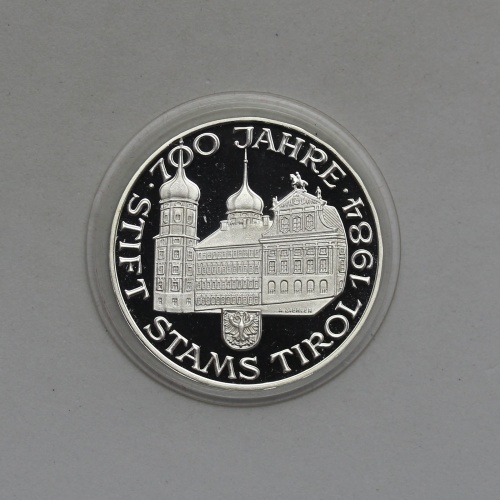 700 JAHRE · 1984
· STIFT STAMS TIROL